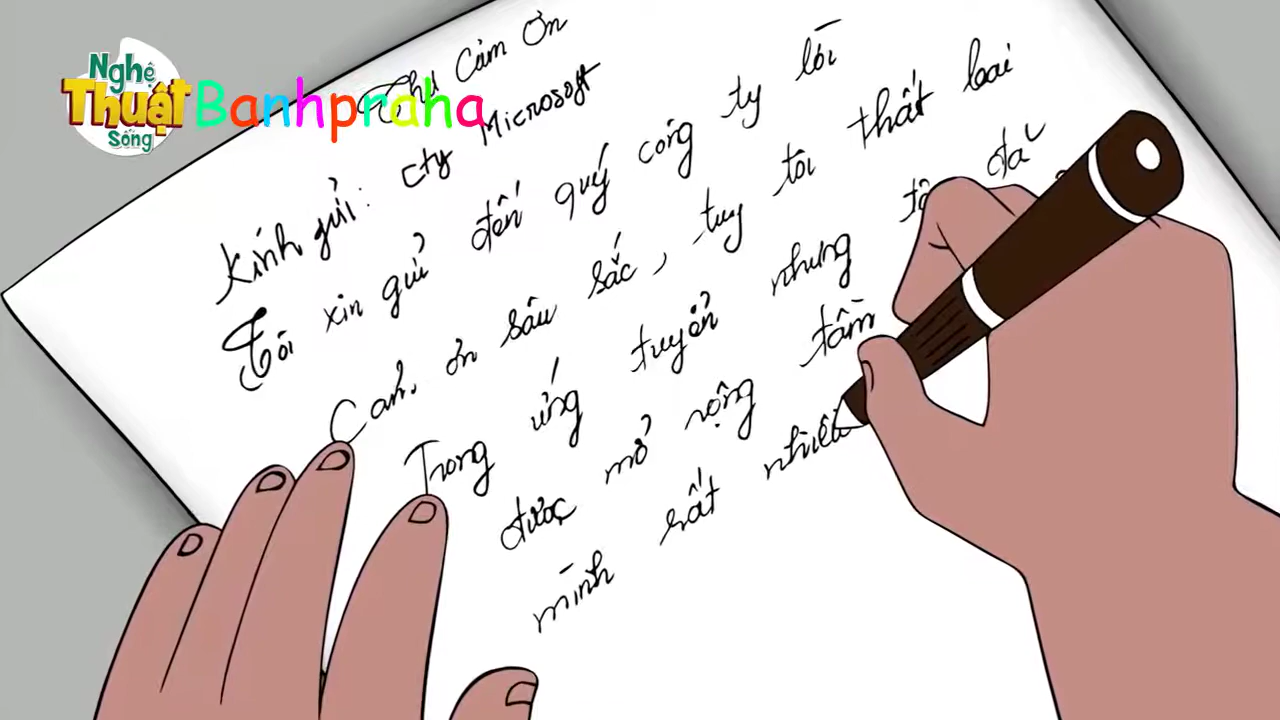 Nghệ
Thuật
Sống
Banhpraha
Thư Cảm Ơn
Kính gửi: Cty Microsoft
Tôi xin gửi đến quý công ty lời
Cảm ơn sâu sắc, tuy tôi thất bại
Trong ứng tuyển nhưng tôi đã
được mở rộng tầm
mình rất nhiều